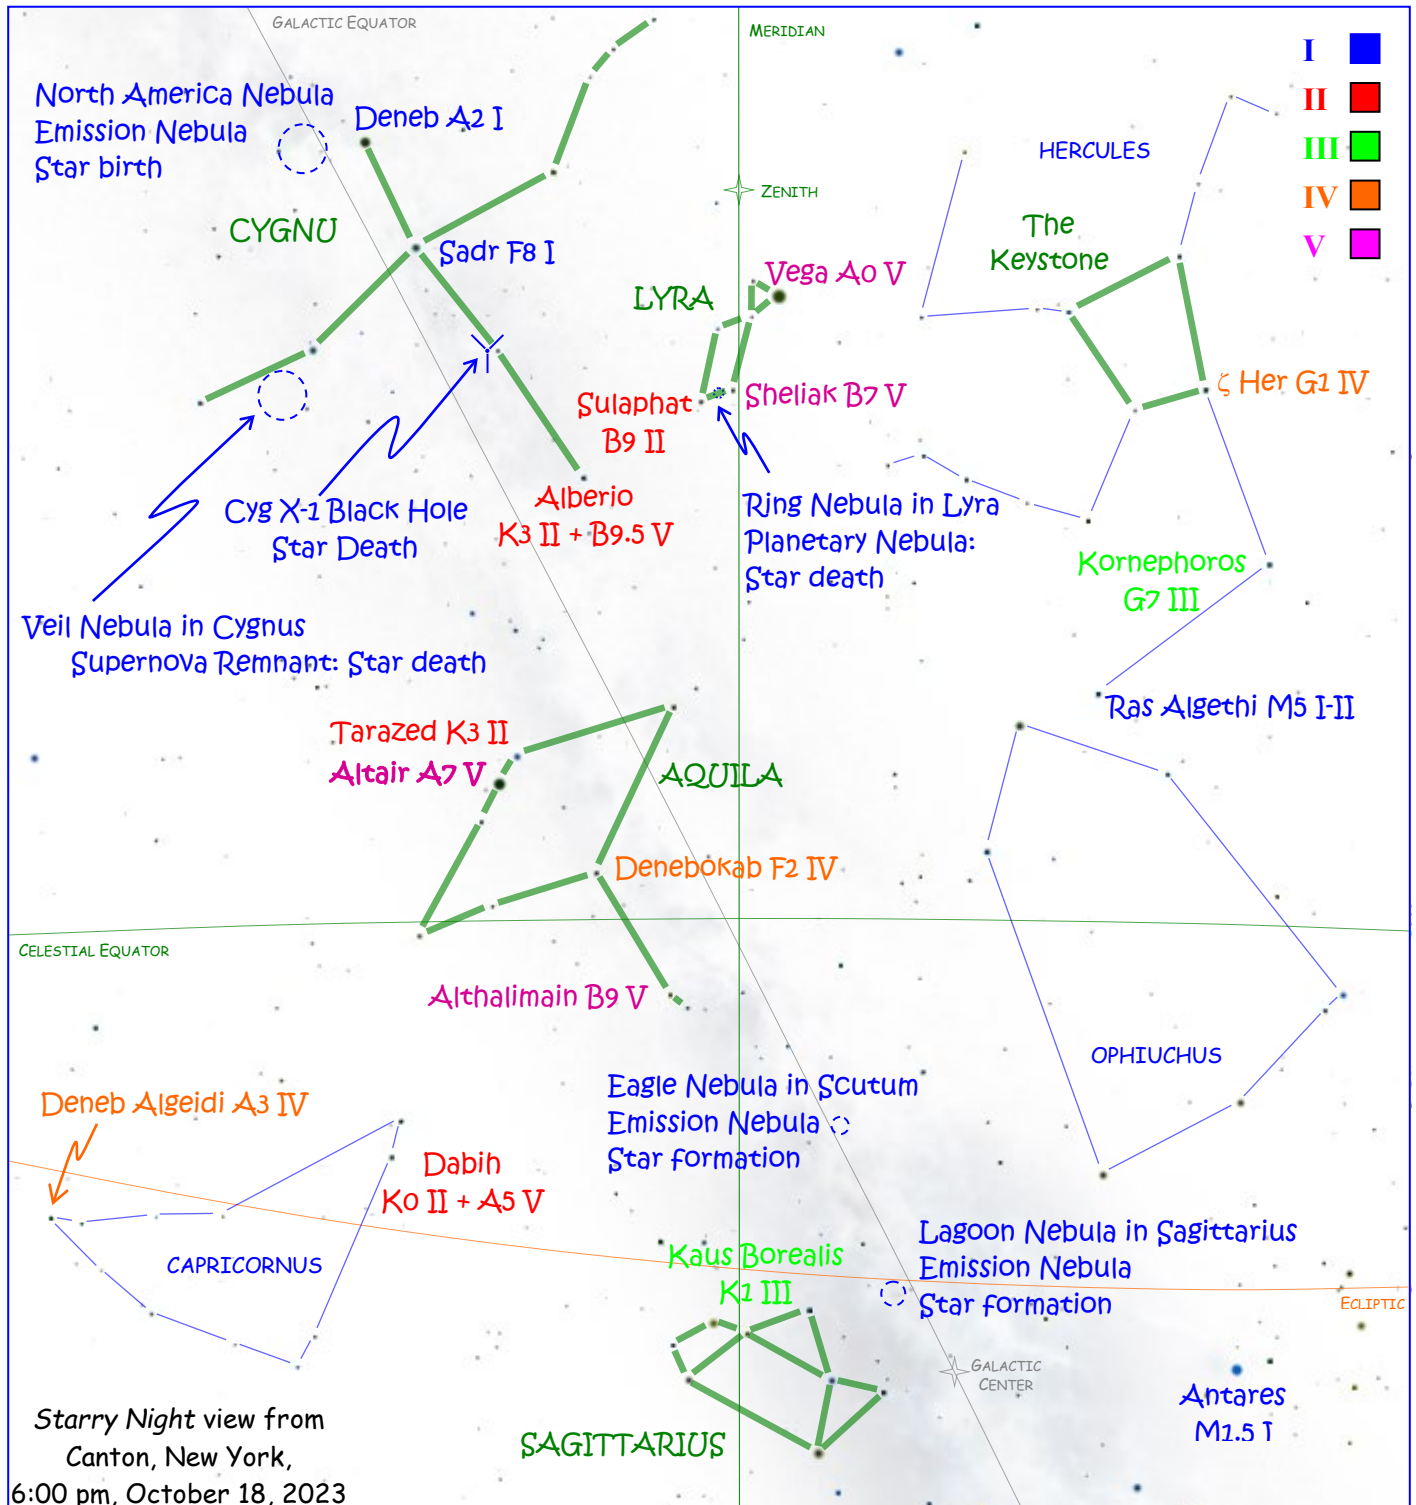 GALACTIC EQUATOR
MERIDIAN
I
II
III
IV
V
North America Nebula
Emission Nebula
Star birth
Deneb A2 I
HERCULES
ZENITH
CYGNU
Sadr F8 I
The
Keystone
Vega A0 V
LYRA
ζ Her G1 IV
Sulaphat
B9 II
Sheliak B7 V
Alberio
K3 II + B9.5 V
Cyg X-1 Black Hole
Star Death
Ring Nebula in Lyra
Planetary Nebula:
Star death
Kornephoros
G7 III
Veil Nebula in Cygnus
Supernova Remnant: Star death
Ras Algethi M5 I-II
Tarazed K3 II
Altair A7 V
AQUILA
Denebokab F2 IV
CELESTIAL EQUATOR
Althalimain B9 V
OPHIUCHUS
Eagle Nebula in Scutum
Emission Nebula
Star formation
Deneb Algeidi A3 IV
Dabih
K0 II + A5 V
CAPRICORNUS
Kaus Borealis
K1 III
Lagoon Nebula in Sagittarius
Emission Nebula
Star formation
ECLIPTIC
GALACTIC
CENTER
Antares
M1.5 I
SAGITTARIUS
Starry Night view from
Canton, New York,
6:00 pm, October 18, 2023